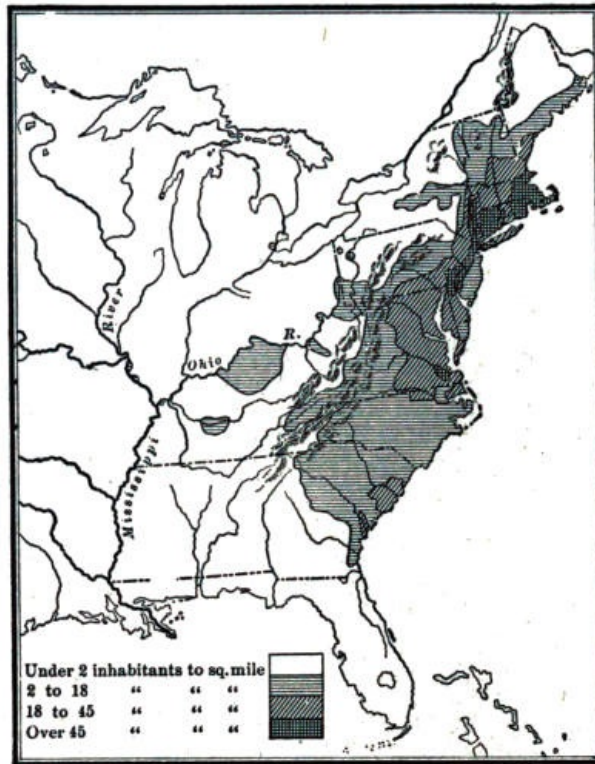 River
Ohio
R.
Mississippi
Under 2 inhabitants to sq. mile
2 to 18 “ “ “
18 to 45 “ “ “
Over 45 “ “ “